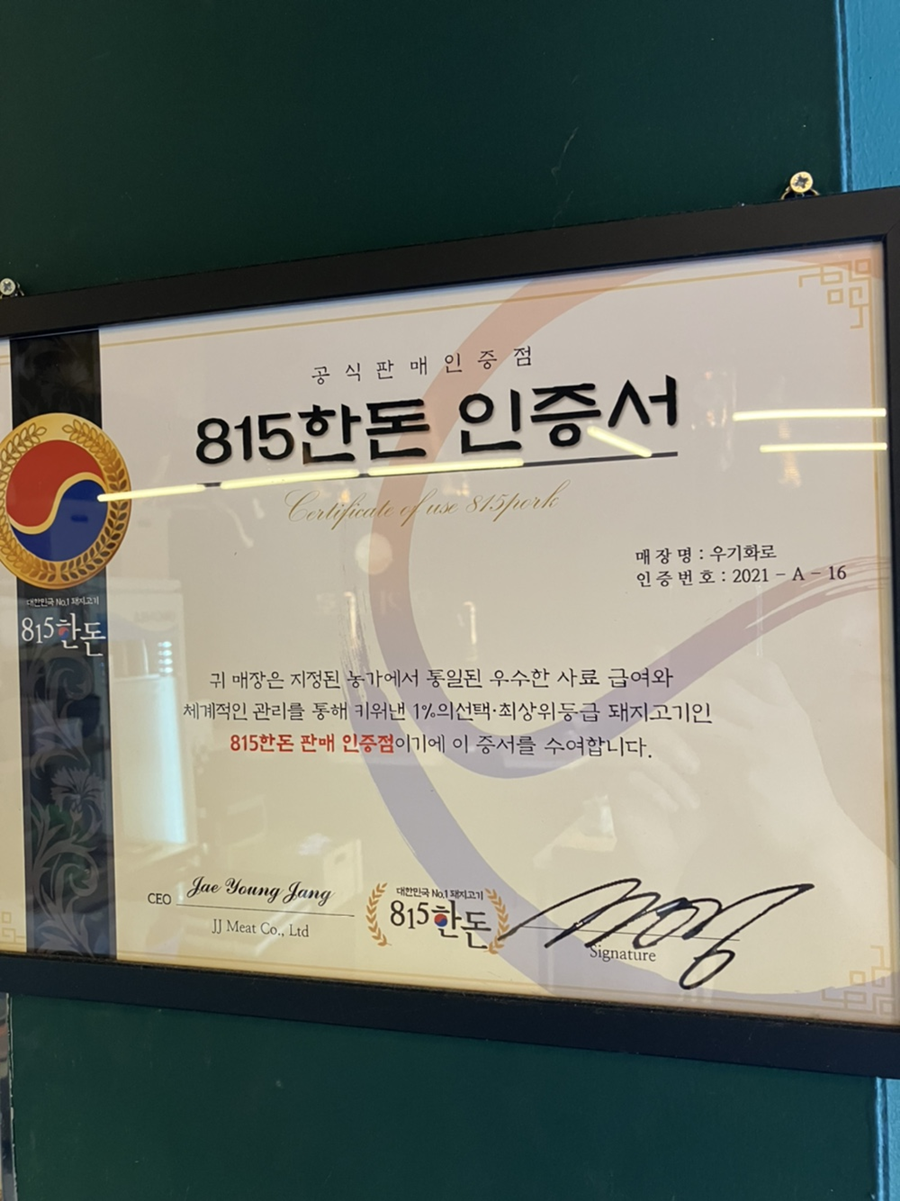 공식판매인증점
815한돈 인증서
Certificate of use 815pork
매장명 : 우기화로
인증번호 : 2021 - A - 16
대한민국 No.1 돼지고기
815한돈
귀 매장은 지정된 농가에서 통일된 우수한 사료 급여와
체계적인 관리를 통해 키워낸 1%의선택·최상위등급 돼지고기인
815한돈 판매 인증점이기에 이 증서를 수여합니다.
CEO Jae Young Jang
JJ Meat Co., Ltd
대한민국 No.1 돼지고기
815한돈
Signature